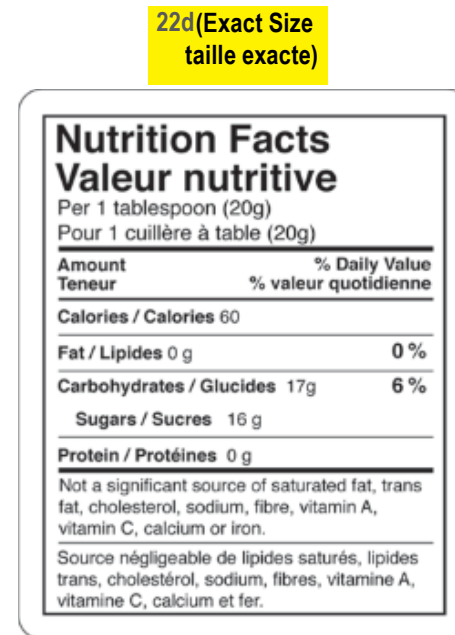 22d(Exact Size
taille exacte)
Nutrition Facts
Valeur nutritive
Per 1 tablespoon (20g)
Pour 1 cuillère à table (20g)
Amount % Daily Value
Teneur % valeur quotidienne
Calories / Calories 60
Fat / Lipides 0 g 0 %
Carbohydrates / Glucides 17g 6 %
Sugars / Sucres 16 g
Protein / Protéines 0 g
Not a significant source of saturated fat, trans
fat, cholesterol, sodium, fibre, vitamin A,
vitamin C, calcium or iron.
Source négligeable de lipides saturés, lipides
trans, cholestérol, sodium, fibres, vitamine A,
vitamine C, calcium et fer.